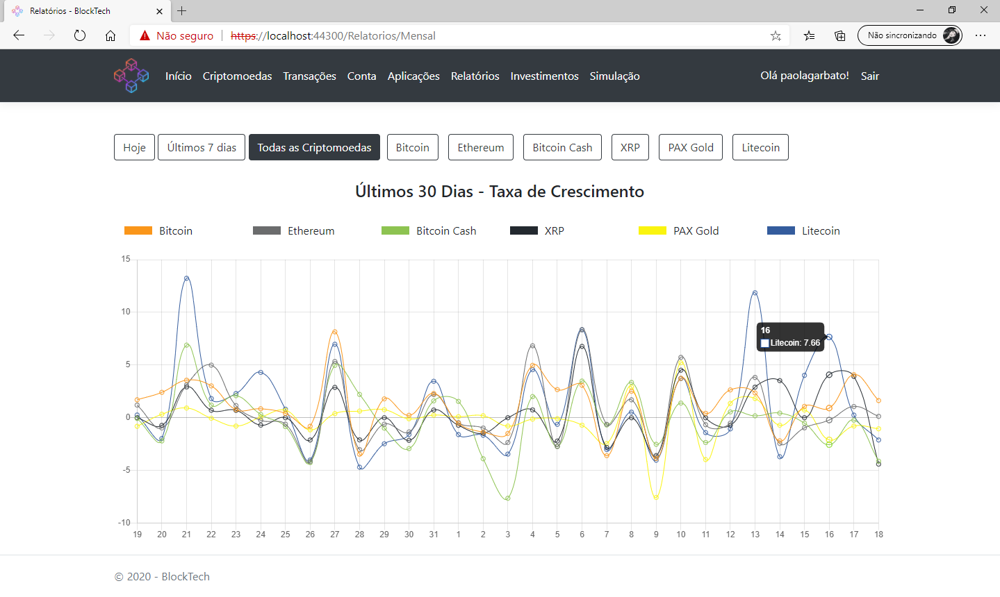 Relatórios - BlockTech
Não seguro | https://localhost:44300/Relatorios/Mensal
Não sincronizando
Início Criptomoedas Transações Conta Aplicações Relatórios Investimentos Simulação Olá paolagarbato! Sair
Hoje Últimos 7 dias Todas as Criptomoedas Bitcoin Ethereum Bitcoin Cash XRP PAX Gold Litecoin
Últimos 30 Dias - Taxa de Crescimento
Bitcoin Ethereum Bitcoin Cash XRP PAX Gold Litecoin
15
10
16
Litecoin: 7.66
5
0
-5
-10
19 20 21 22 23 24 25 26 27 28 29 30 31 1 2 3 4 5 6 7 8 9 10 11 12 13 14 15 16 17 18
© 2020 - BlockTech